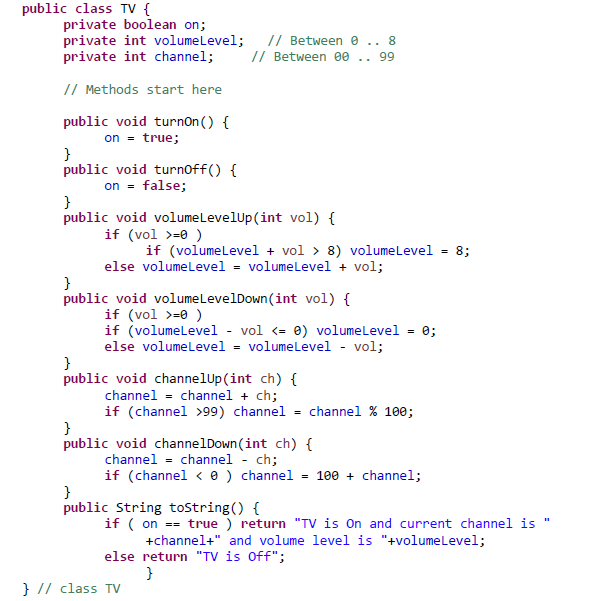 public class TV {
private boolean on;
private int volumeLevel; // Between 0 .. 8
private int channel; // Between 00 .. 99
// Methods start here
public void turnOn() {
on = true;
}
public void turnOff() {
on = false;
}
public void volumeLevelUp(int vol) {
if (vol >=0 )
if (volumeLevel + vol > 8) volumeLevel = 8;
else volumeLevel = volumeLevel + vol;
}
public void volumeLevelDown(int vol) {
if (vol >=0 )
if (volumeLevel - vol <= 0) volumeLevel = 0;
else volumeLevel = volumeLevel - vol;
}
public void channelUp(int ch) {
channel = channel + ch;
if (channel >99) channel = channel % 100;
}
public void channelDown(int ch) {
channel = channel - ch;
if (channel < 0 ) channel = 100 + channel;
}
public String toString() {
if ( on == true ) return "TV is On and current channel is "
+channel+" and volume level is "+volumeLevel;
else return "TV is Off";
}
} // class TV